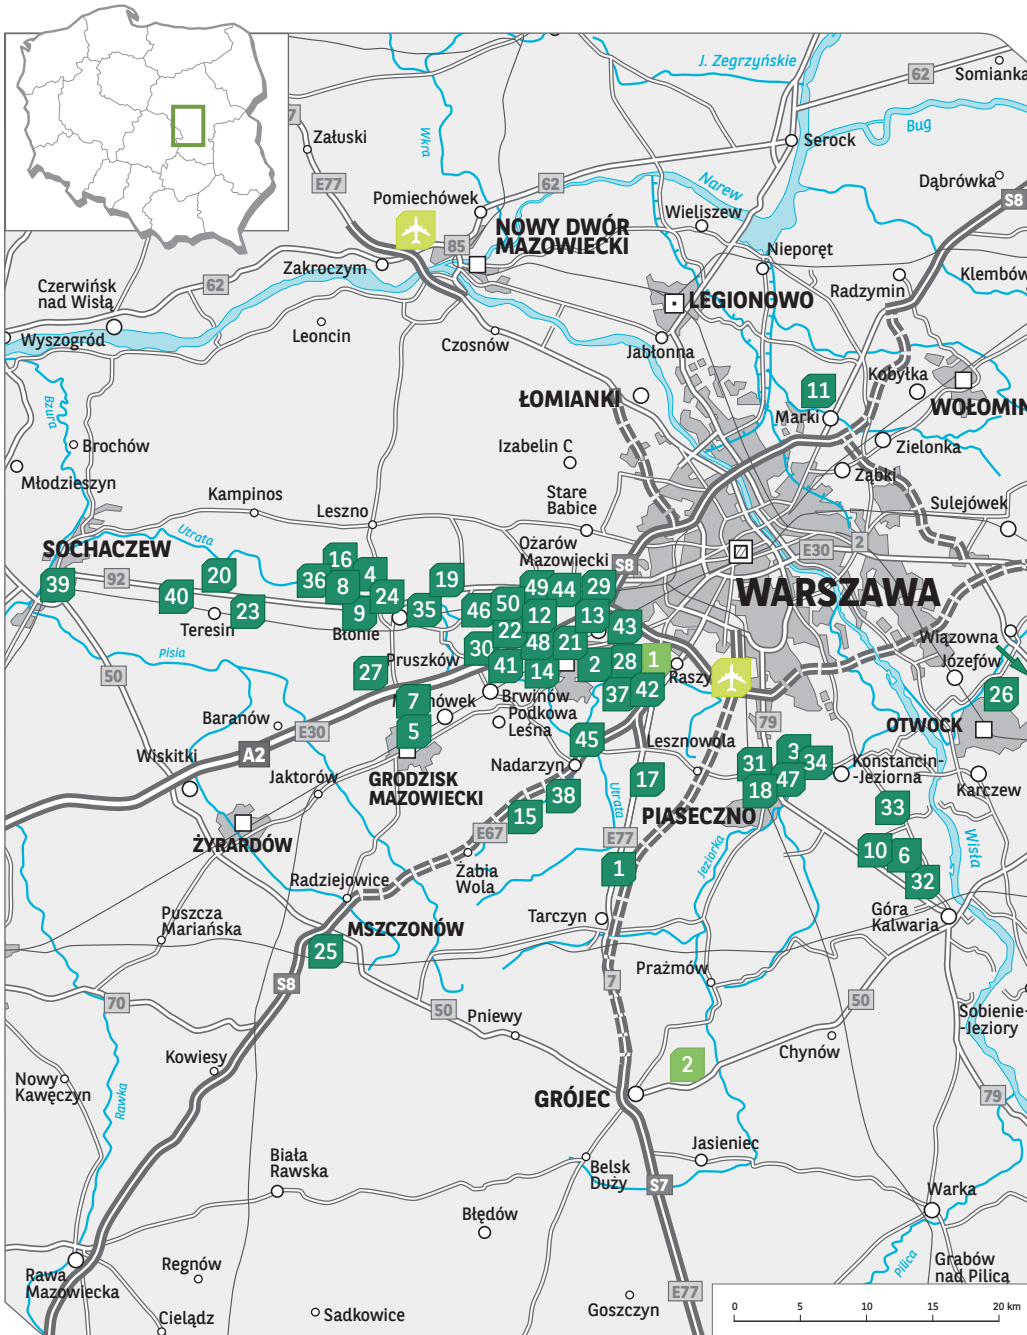 J. Zegrzyńskie
62
Somianka
Załuski
Wkra
Bug
Serock
E77
62
Narew
Dąbrówka
S8
Pomiechówek
Wieliszew
NOWY DWÓR
MAZOWIECKI
85
Nieporęt
Zakroczym
62
Czerwińsk
nad Wisłą
Radzymin
Klembów
LEGIONOWO
Wyszogród
Leoncin
Czosnów
Jabłonna
Kobyłka
11
ŁOMIANKI
Marki
WOŁOMIN
Bzura
Brochów
Izabelin C
Zielonka
Młodzieszyn
Ząbki
Kampinos
Leszno
Stare
Babice
Sulejówek
Utrata
Ożarów
Mazowiecki
SOCHACZEW
S8
E30
2
39
92
40
20
23
Teresin
36
16
8
4
9
24
Błonie
35
19
46
50
49
44
29
12
13
43
22
48
21
30
41
14
2
28
1
37
42
WARSZAWA
Wiązowna
Józefów
26
Pisia
27
Pruszków
Raszy
50
7
5
Brwinów
Podkowa
Leśna
79
OTWOCK
Baranów
E30
A2
Wiskitki
45
Lesznowola
31
3
34
47
18
Konstancin-
-Jeziorna
Jaktorów
GRODZISK
MAZOWIECKI
Nadarzyn
38
15
Utrata
17
Karczew
PIASECZNO
33
ŻYRARDÓW
E67
E77
Jeziorka
Wisła
10
6
32
Żabia
Wola
1
Radziejowice
Puszcza
Mariańska
MSZCZONÓW
Tarczyn
Góra
Kalwaria
25
S8
Prażmów
7
70
50
50
Pniewy
Sobienie-
-Jeziory
Chynów
Kowiesy
2
Nowy
Kawęczyn
Rawka
GRÓJEC
79
Jasieniec
Biała
Rawska
Belsk
Duży
S7
Warka
Błędów
Pilica
Regnów
Grabów
nad Pilicą
Rawa
Mazowiecka
E77
Goszczyn
Sadkowice
Cielądz
0 5 10 15 20 km